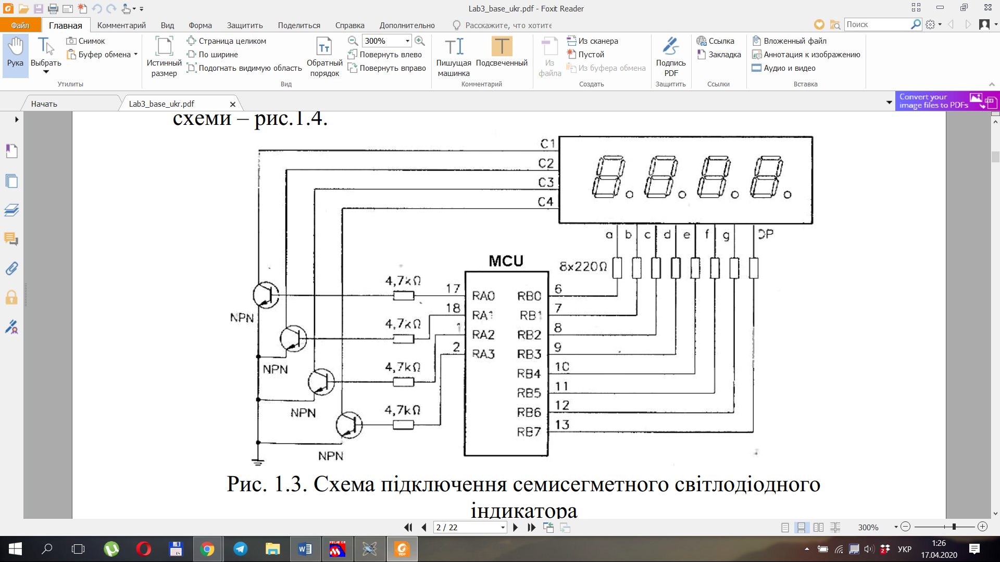 Lab3_base_ukr.pdf - Foxit Reader
Файл Главная Комментарий Вид Форма Защитить Поделиться Справка Дополнительно Расскажите, что хотите Поиск
Рука
Выбрать
Снимок
Буфер обмена
Утилиты
Истинный размер
Страница целиком
По ширине
Подогнать видимую область
Обратный порядок
300%
Повернуть влево
Повернуть вправо
Вид
Пишущая машинка
Подсвеченный
Комментарий
Из файла
Из сканера
Пустой
Из буфера обмена
Создать
Подпись PDF
Защитить
Ссылка
Закладка
Ссылки
Вложенный файл
Аннотация к изображению
Аудио и видео
Вставка
Начать Lab3_base_ukr.pdf
Convert your
image files to PDFs
схеми – рис.1.4.
C1
C2
C3
C4
a b c d e f g DP
MCU
8x220Ω
4,7kΩ 17 RA0 RB0 6
NPN
4,7kΩ 18 RA1 RB1 7
1 RA2 RB2 8
2 RA3 RB3 9
NPN
4,7kΩ RB4 10
RB5 11
NPN
4,7kΩ RB6 12
RB7 13
NPN
Рис. 1.3. Схема підключення семисегметного світлодіодного
індикатора
2 / 22
300%
УКР
1:26
17.04.2020